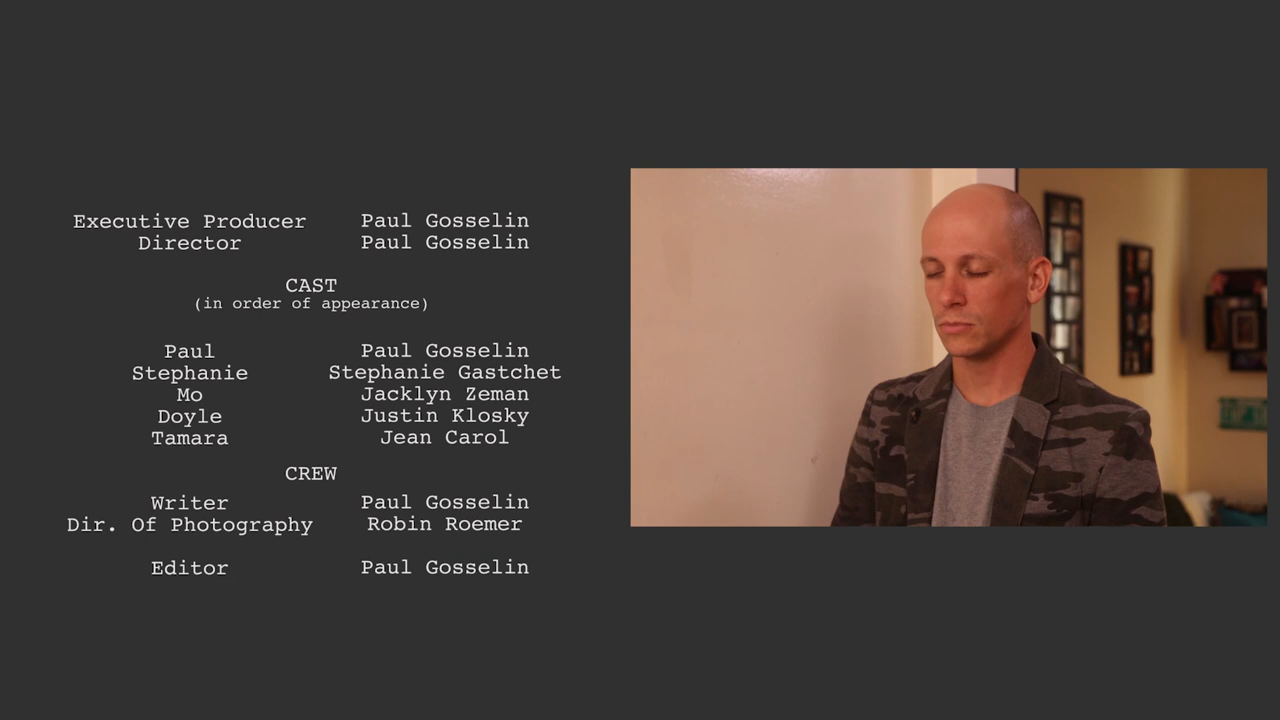 Executive Producer Paul Gosselin
Director Paul Gosselin
CAST
(in order of appearance)
Paul Paul Gosselin
Stephanie Stephanie Gastchet
Mo Jacklyn Zeman
Doyle Justin Klosky
Tamara Jean Carol
CREW
Writer Paul Gosselin
Dir. Of Photography Robin Roemer
Editor Paul Gosselin